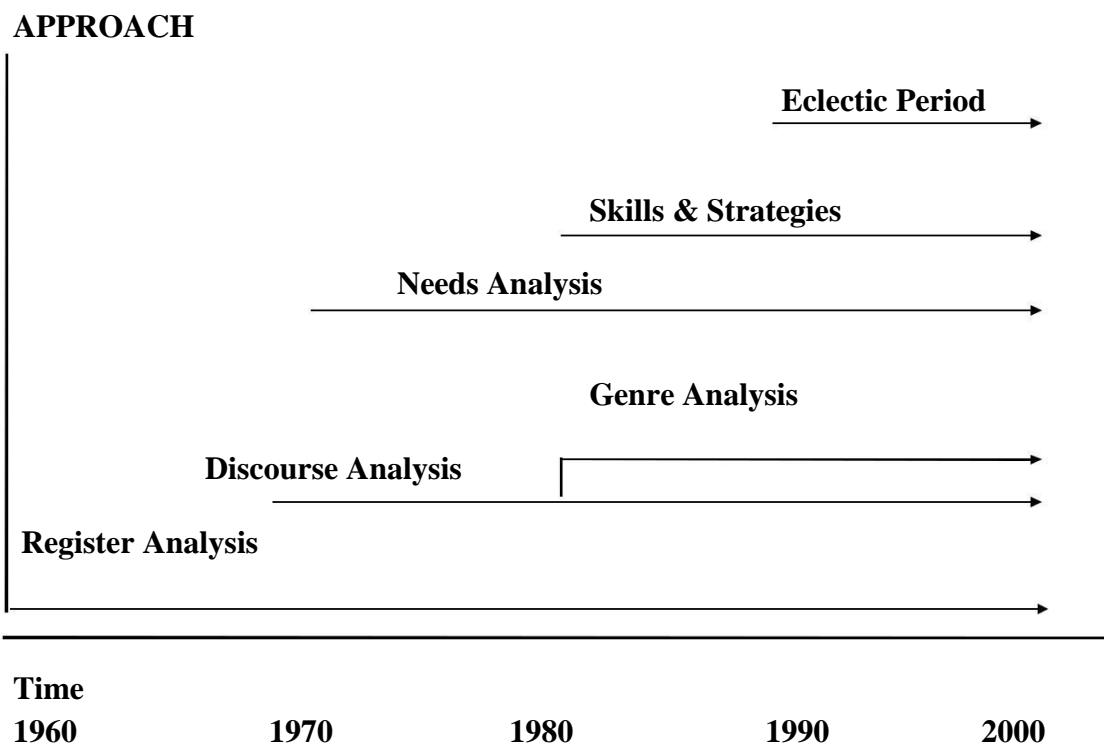 APPROACH
Eclectic Period
Skills & Strategies
Needs Analysis
Genre Analysis
Discourse Analysis
Register Analysis
Time
1960 1970 1980 1990 2000